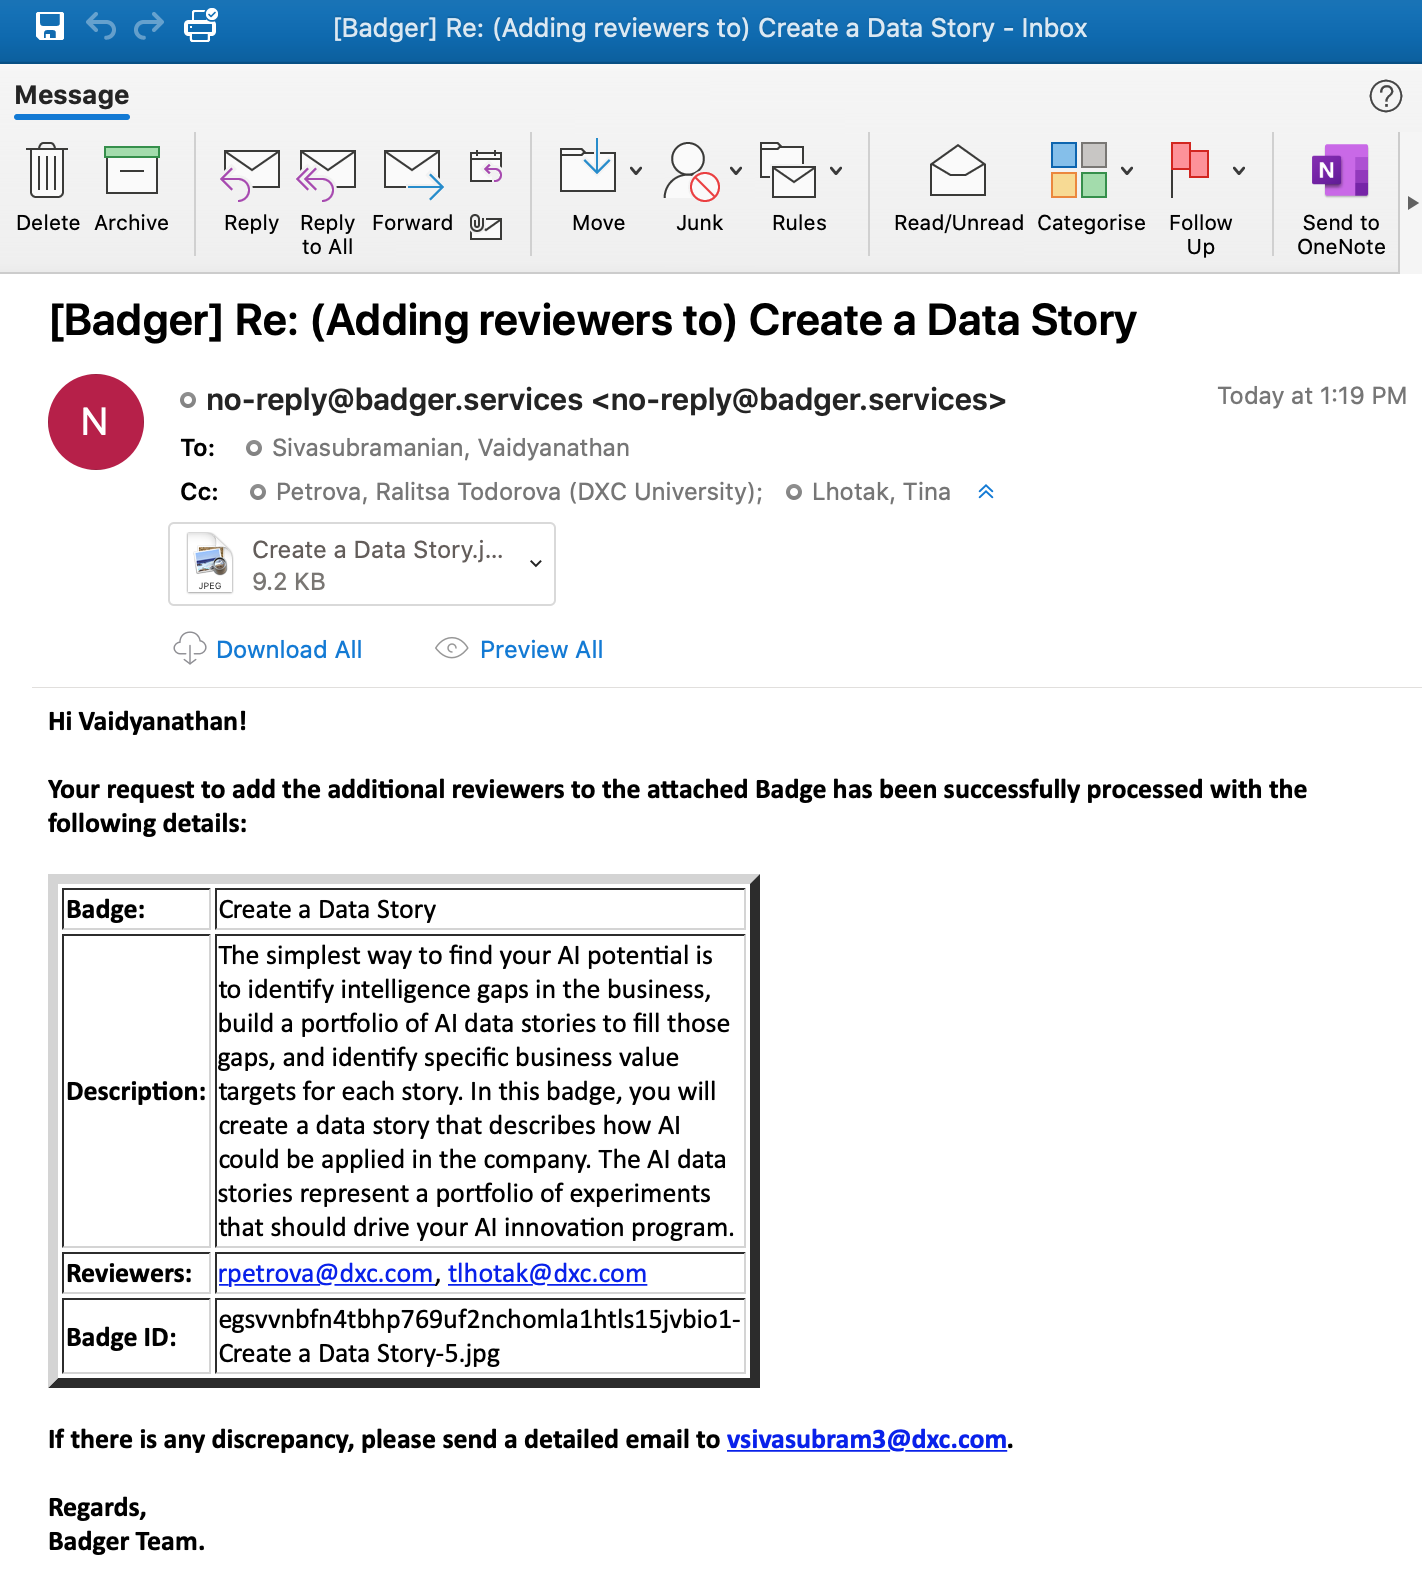 [Badger] Re: (Adding reviewers to) Create a Data Story - Inbox
Message
?
Delete
Archive
Reply
Reply
to All
Forward
Move
Junk
Rules
Read/Unread
Categorise
Follow
Up
N
Send to
OneNote
[Badger] Re: (Adding reviewers to) Create a Data Story
N
no-reply@badger.services <no-reply@badger.services>
Today at 1:19 PM
To: Sivasubramanian, Vaidyanathan
Cc: Petrova, Ralitsa Todorova (DXC University); Lhotak, Tina
JPEG
Create a Data Story.j...
9.2 KB
Download All
Preview All
Hi Vaidyanathan!
Your request to add the additional reviewers to the attached Badge has been successfully processed with the
following details:
Badge: Create a Data Story
Description:
The simplest way to find your AI potential is
to identify intelligence gaps in the business,
build a portfolio of AI data stories to fill those
gaps, and identify specific business value
targets for each story. In this badge, you will
create a data story that describes how AI
could be applied in the company. The AI data
stories represent a portfolio of experiments
that should drive your AI innovation program.
Reviewers: rpetrova@dxc.com, tlhotak@dxc.com
Badge ID:
egsvvnbfn4tbhp769uf2nchomla1htls15jvbio1-
Create a Data Story-5.jpg
If there is any discrepancy, please send a detailed email to vsivasubram3@dxc.com.
Regards,
Badger Team.